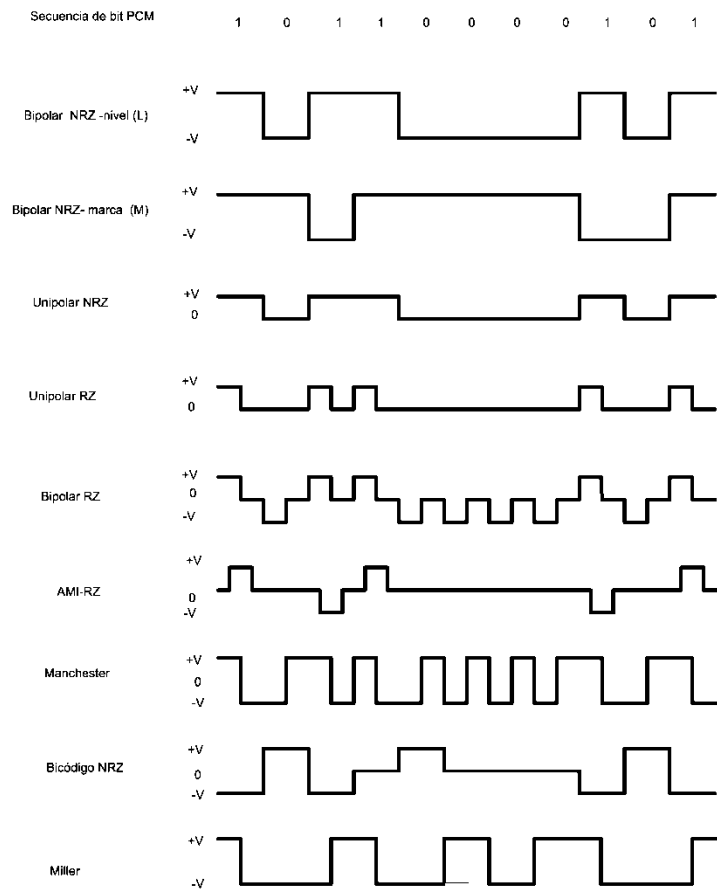 Secuencia de bit PCM
1 0 1 1 0 0 0 0 1 0 1
+V
Bipolar NRZ -nivel (L)
-V
+V
Bipolar NRZ- marca (M)
-V
Unipolar NRZ
+V
0
+V
Unipolar RZ
0
+V
Bipolar RZ
0
-V
+V
AMI-RZ
0
-V
+V
Manchester
0
-V
+V
Bicódigo NRZ
0
-V
+V
Miller
-V